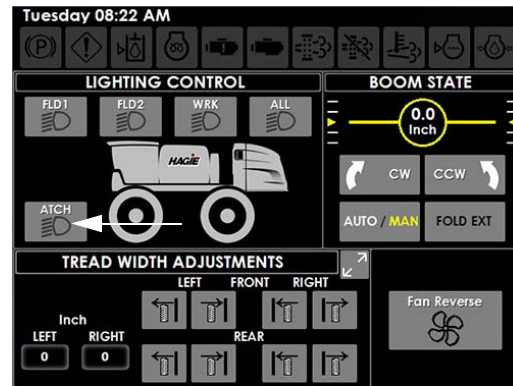 Tuesday 08:22 AM
LIGHTING CONTROL
FLD1 FLD2 WRK ALL
HAGIE
ATCH
BOOM STATE
0.0
Inch
CW CCW
AUTO / MAN FOLD EXT
TREAD WIDTH ADJUSTMENTS
LEFT FRONT RIGHT
Inch
LEFT RIGHT
0 0
REAR
Fan Reverse